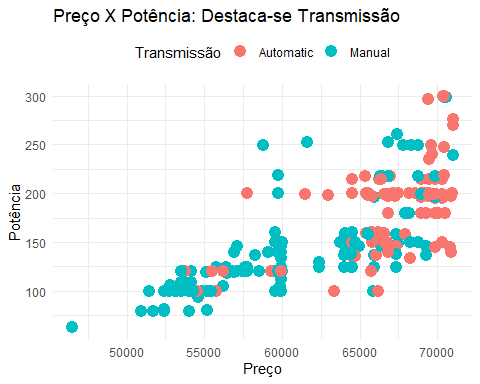 Preço X Potência: Destaca-se Transmissão
Transmissão Automatic Manual
300
250
200
150
100
Potência
50000 55000 60000 65000 70000
Preço